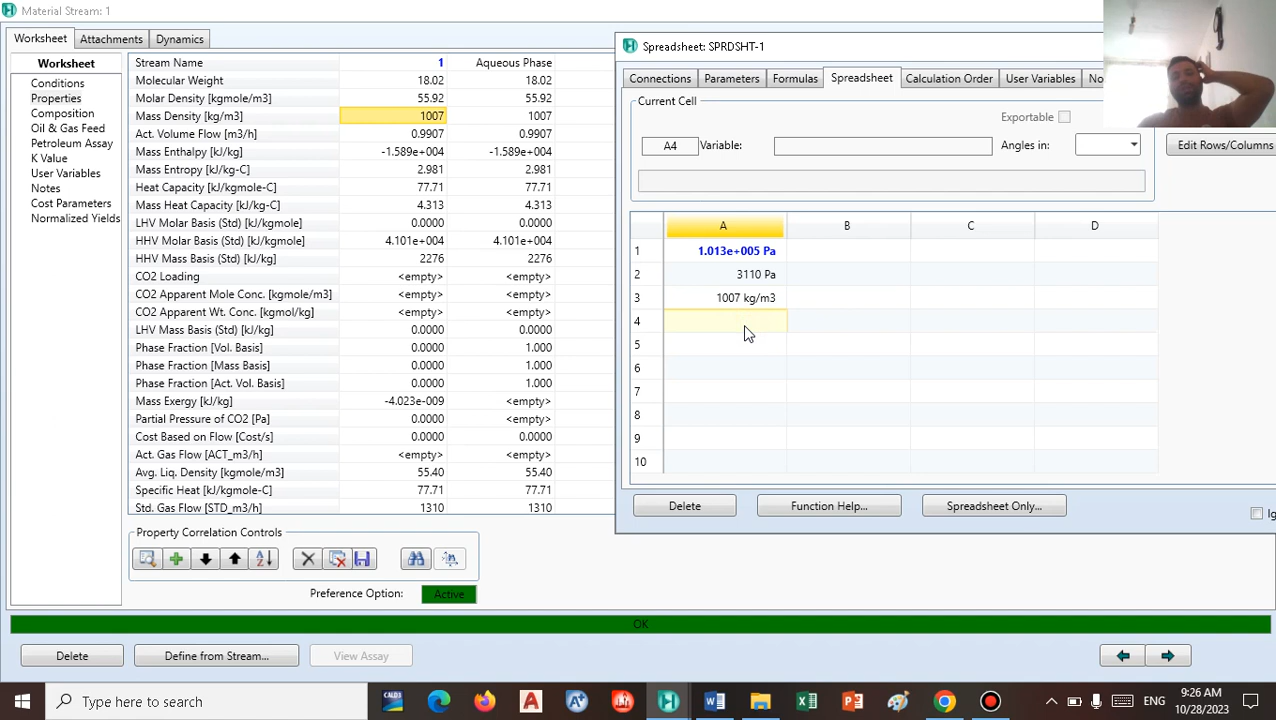 Material Stream: 1
Worksheet Attachments Dynamics
Worksheet
Conditions
Properties
Composition
Oil & Gas Feed
Petroleum Assay
K Value
User Variables
Notes
Cost Parameters
Normalized Yields
Stream Name 1 Aqueous Phase
Molecular Weight 18.02 18.02
Molar Density [kgmole/m3] 55.92 55.92
Mass Density [kg/m3] 1007 1007
Act. Volume Flow [m3/h] 0.9907 0.9907
Mass Enthalpy [kJ/kg] -1.589e+004 -1.589e+004
Mass Entropy [kJ/kg-C] 2.981 2.981
Heat Capacity [kJ/kgmole-C] 77.71 77.71
Mass Heat Capacity [kJ/kg-C] 4.313 4.313
LHV Molar Basis (Std) [kJ/kgmole] 0.0000 0.0000
HHV Molar Basis (Std) [kJ/kgmole] 4.101e+004 4.101e+004
HHV Mass Basis (Std) [kJ/kg] 2276 2276
CO2 Loading <empty> <empty>
CO2 Apparent Mole Conc. [kgmole/m3] <empty> <empty>
CO2 Apparent Wt. Conc. [kgmol/kg] <empty> <empty>
LHV Mass Basis (Std) [kJ/kg] 0.0000 0.0000
Phase Fraction [Vol. Basis] 0.0000 1.000
Phase Fraction [Mass Basis] 0.0000 1.000
Phase Fraction [Act. Vol. Basis] 0.0000 1.000
Mass Exergy [kJ/kg] -4.023e-009 <empty>
Partial Pressure of CO2 [Pa] 0.0000 <empty>
Cost Based on Flow [Cost/s] 0.0000 0.0000
Act. Gas Flow [ACT_m3/h] <empty> <empty>
Avg. Liq. Density [kgmole/m3] 55.40 55.40
Specific Heat [kJ/kgmole-C] 77.71 77.71
Std. Gas Flow [STD_m3/h] 1310 1310
Property Correlation Controls
Preference Option: Active
OK
Delete Define from Stream... View Assay
Spreadsheet: SPRDSHT-1
Connections Parameters Formulas Spreadsheet Calculation Order User Variables No
Current Cell
Exportable
A4 Variable: Angles in: Edit Rows/Columns
A B C D
1 1.013e+005 Pa
2 3110 Pa
3 1007 kg/m3
4
5
6
7
8
9
10
Delete Function Help... Spreadsheet Only...
Ig
Type here to search
CALD3
ENG
9:26 AM
10/28/2023